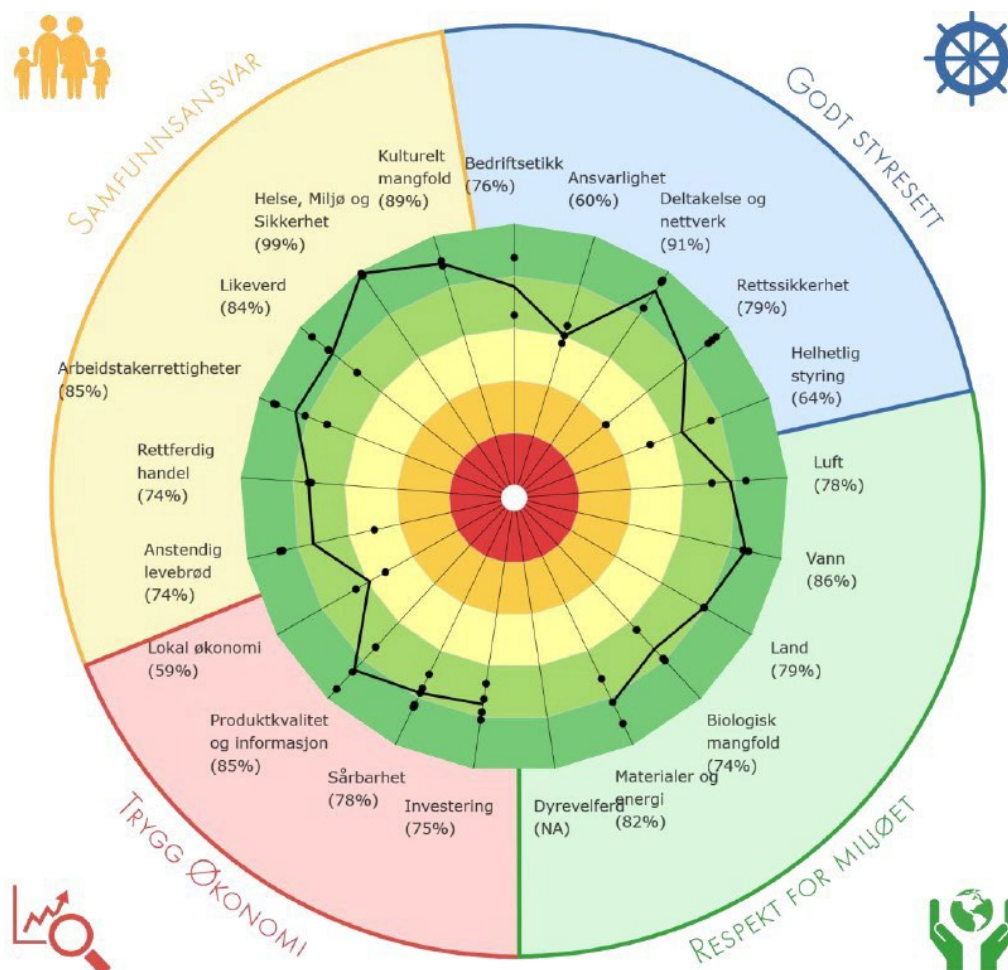 SAMFUNNSANSVAR
GODT STYRESETT
Kulturelt
mangfold
(89%)
Bedriftsetikk
(76%)
Ansvarlighet
(60%)
Deltakelse og
nettverk
(91%)
Helse, Miljø og
Sikkerhet
(99%)
Rettssikkerhet
(79%)
Likeverd
(84%)
Helhetlig
styring
(64%)
Arbeidstakerrettigheter
(85%)
Rettferdig
handel
(74%)
Luft
(78%)
Anstendig
levebrød
(74%)
Vann
(86%)
Lokal økonomi
(59%)
Land
(79%)
Produktkvalitet
og informasjon
(85%)
Biologisk
mangfold
(74%)
Sårbarhet
(78%)
Investering
(75%)
Dyrevelferd
(NA)
Materialer og
energi
(82%)
TRYGG ØKONOMI
RESPEKT FOR MILJØET